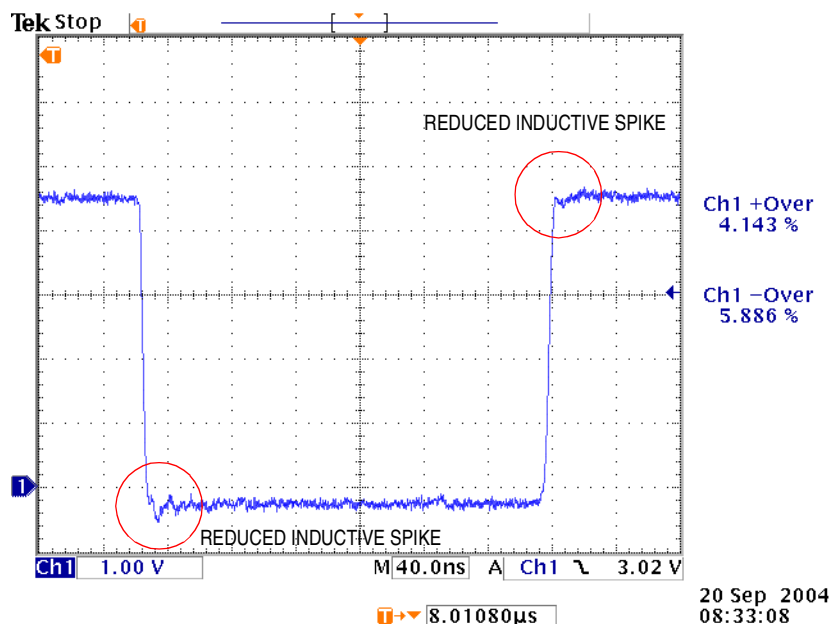 Tek Stop
T
T
REDUCED INDUCTIVE SPIKE
Ch1 +Over
4.143 %
Ch1 −Over
5.886 %
1
REDUCED INDUCTIVE SPIKE
Ch1 1.00 V M 40.0ns A Ch1 3.02 V
T 8.01080µs
20 Sep 2004
08:33:08